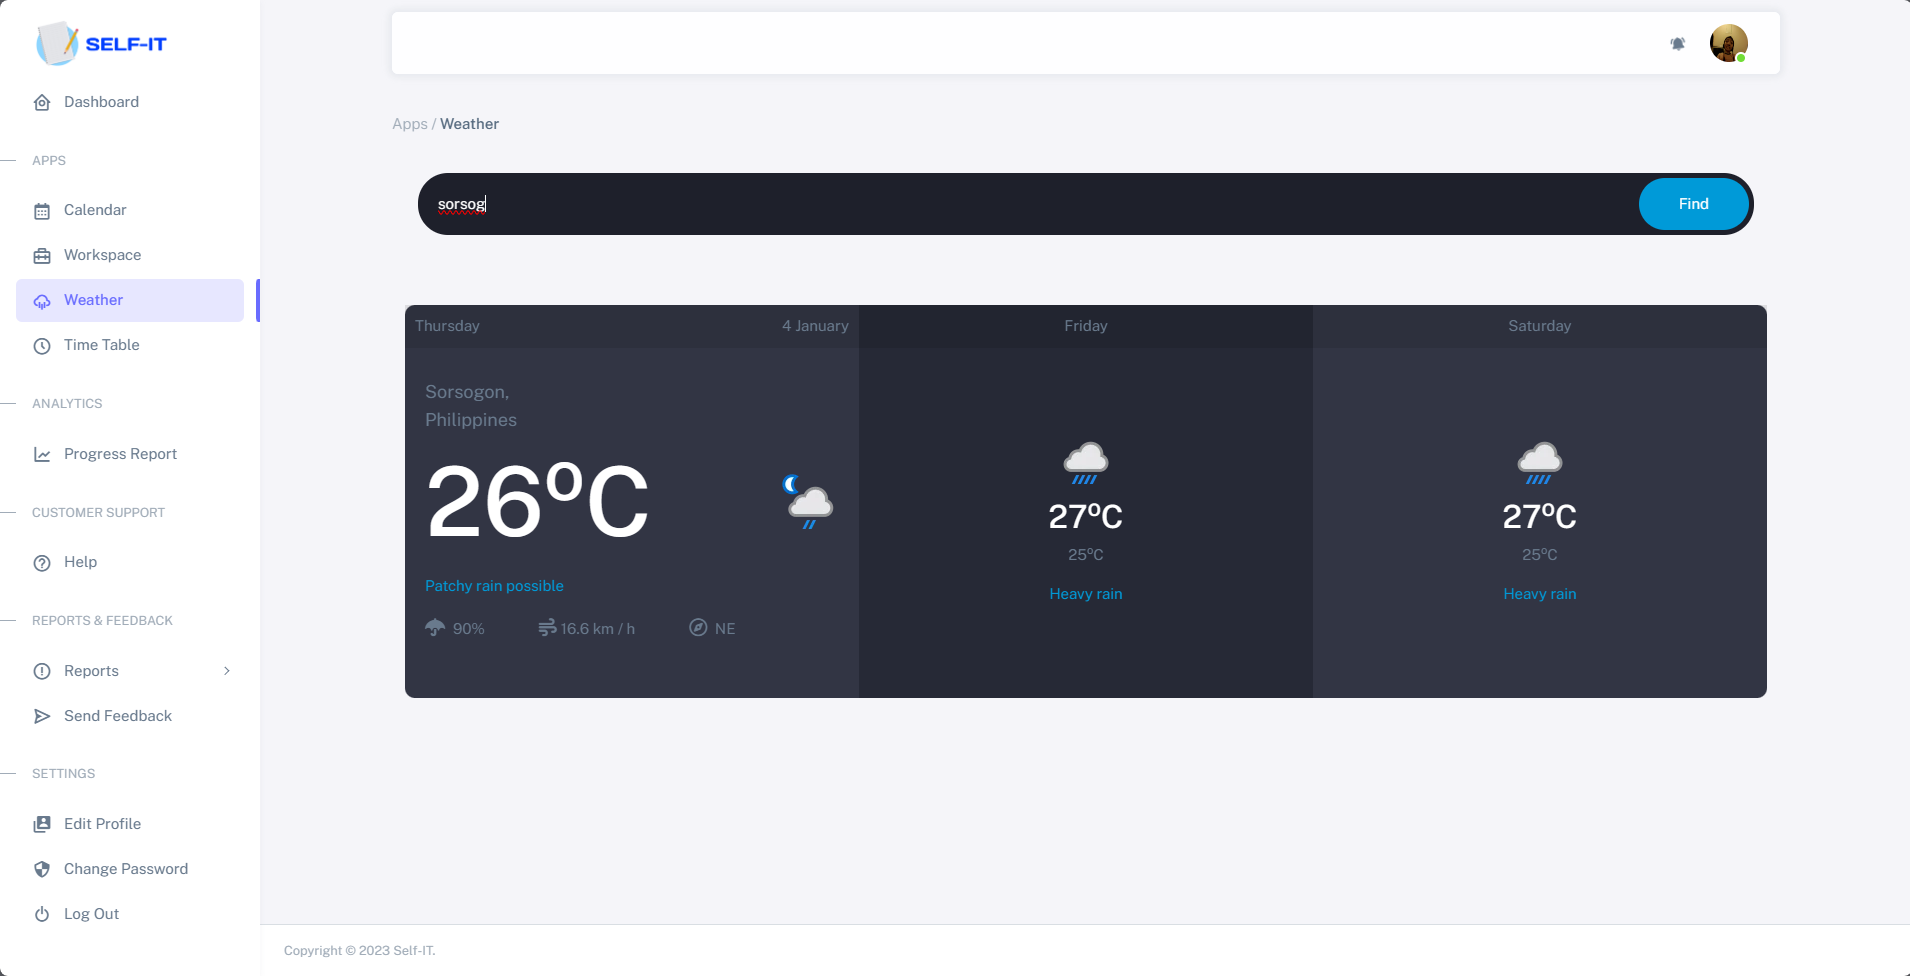 SELF-IT
Dashboard
APPS
Calendar
Workspace
Weather
Time Table
ANALYTICS
Progress Report
CUSTOMER SUPPORT
Help
REPORTS & FEEDBACK
Reports
Send Feedback
SETTINGS
Edit Profile
Change Password
Log Out
Apps / Weather
sorsog
Find
Thursday
4 January
Sorsogon,
Philippines
26°C
Patchy rain possible
90%
16.6 km / h
NE
Friday
27°C
25°C
Heavy rain
Saturday
27°C
25°C
Heavy rain
Copyright © 2023 Self-IT.